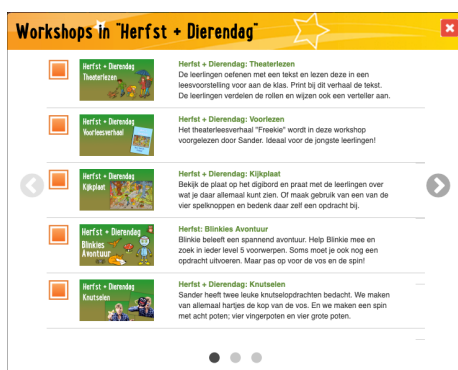 Workshops in "Herfst + Dierendag"
Herfst + Dierendag
Theaterlezen
Herfst + Dierendag: Theaterlezen
De leerlingen oefenen met een tekst en lezen deze in een
leesvoorstelling voor aan de klas. Print bij dit verhaal de tekst.
De leerlingen verdelen de rollen en wijzen ook een verteller aan.
Herfst + Dierendag
Voorleesverhaal
Herfst + Dierendag: Voorlezen
Het theaterleesverhaal "Freekie" wordt in deze workshop
voorgelezen door Sander. Ideaal voor de jongste leerlingen!
Herfst + Dierendag
Kijkplaat
Herfst + Dierendag: Kijkplaat
Bekijk de plaat op het digibord en praat met de leerlingen over
wat je daar allemaal kunt zien. Of maak gebruik van een van de
vier spelknoppen en bedenk daar zelf een opdracht bij.
Herfst + Dierendag
Blinkies
Avontuur
Herfst: Blinkies Avontuur
Blinkie beleeft een spannend avontuur. Help Blinkie mee en
zoek in ieder level 5 voorwerpen. Soms moet je ook nog een
opdracht uitvoeren. Maar pas op voor de vos en de spin!
Herfst + Dierendag
Knutselen
Herfst + Dierendag: Knutselen
Sander heeft twee leuke knutselopdrachten bedacht. We maken
van allemaal hartjes de kop van de vos. En we maken een spin
met acht poten; vier vingerpoten en vier grote poten.